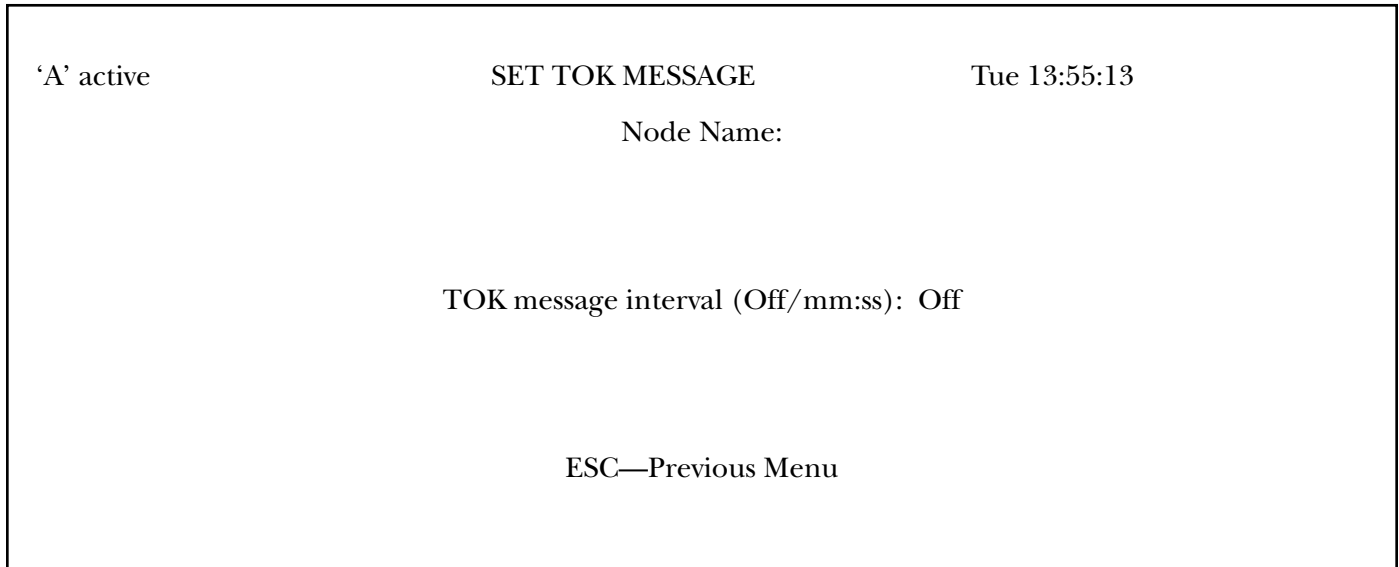 ‘A’ active SET TOK MESSAGE Tue 13:55:13
Node Name:
TOK message interval (Off/mm:ss): Off
ESC—Previous Menu